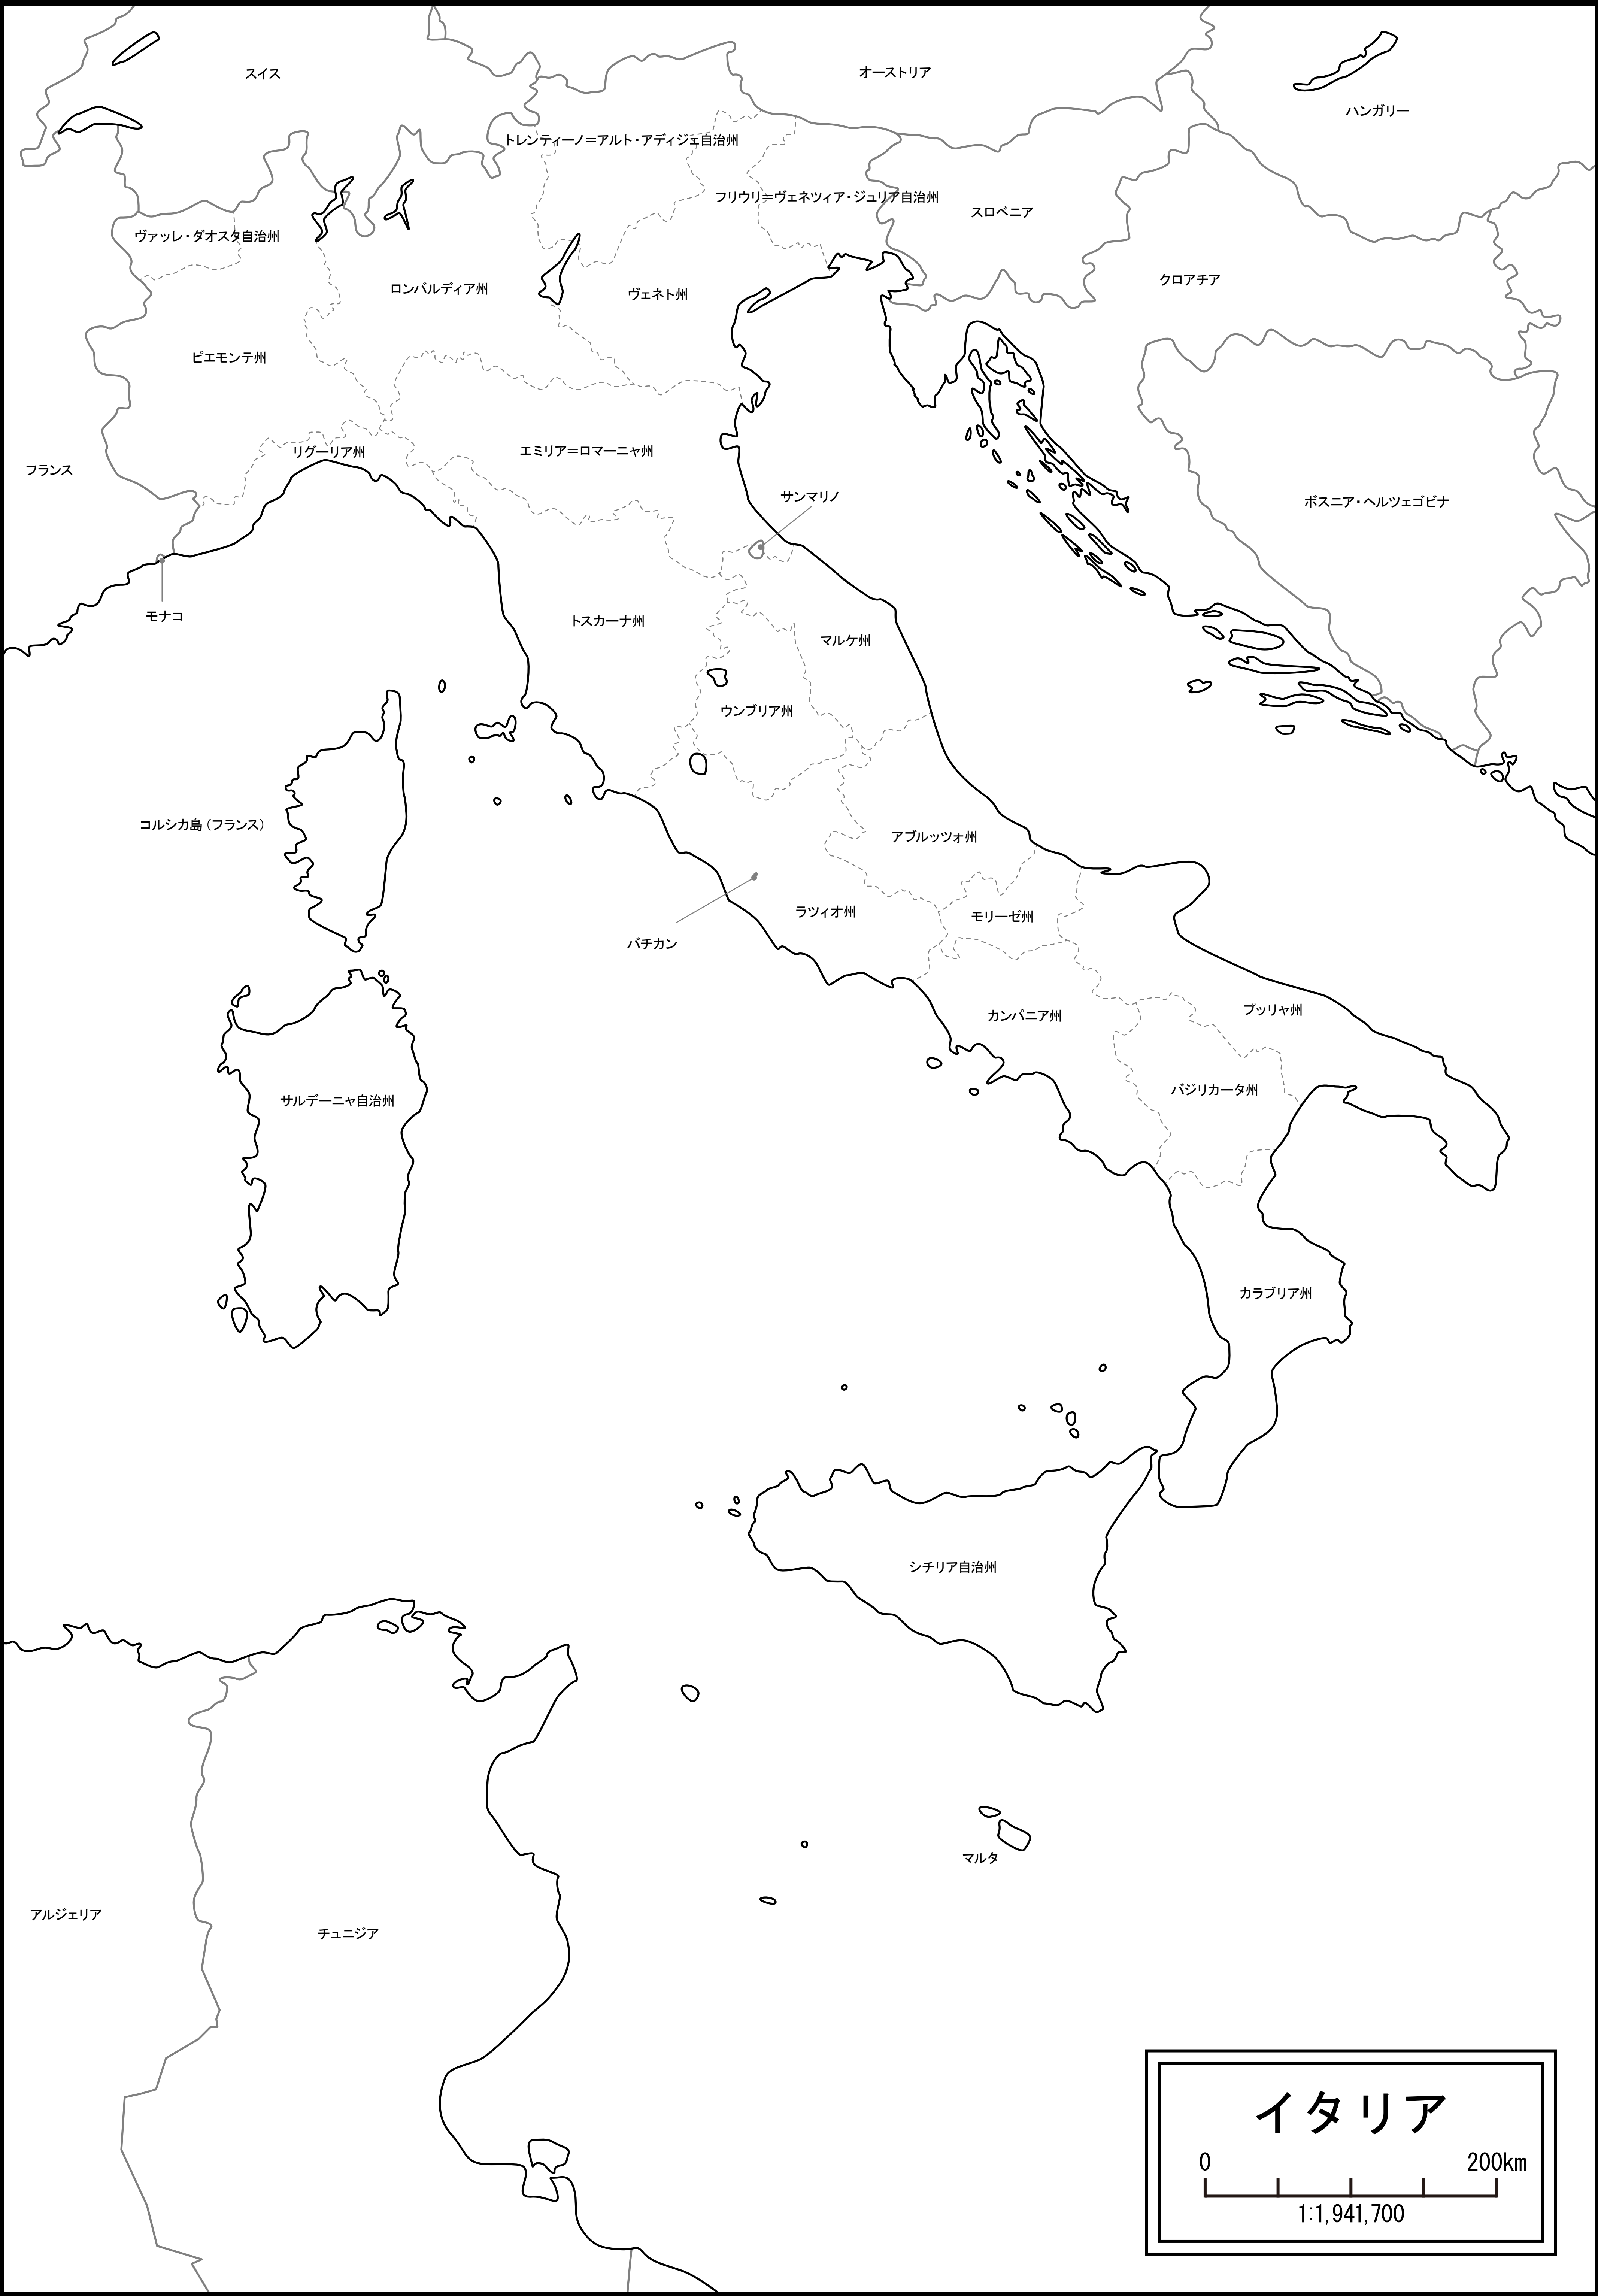 スイス
オーストリア
ハンガリー
トレンティーノ＝アルト・アディジェ自治州
フリウリ＝ヴェネツィア・ジュリア自治州
スロベニア
ヴァッレ・ダオスタ自治州
クロアチア
ロンバルディア州
ヴェネト州
ピエモンテ州
リグーリア州
エミリア＝ロマーニャ州
フランス
サンマリノ
ボスニア・ヘルツェゴビナ
モナコ
トスカーナ州
マルケ州
ウンブリア州
コルシカ島（フランス）
アブルッツォ州
ラツィオ州
モリーゼ州
バチカン
プッリャ州
カンパニア州
バジリカータ州
サルデーニャ自治州
カラブリア州
シチリア自治州
マルタ
アルジェリア
チュニジア
イタリア
0 200km
1:1,941,700